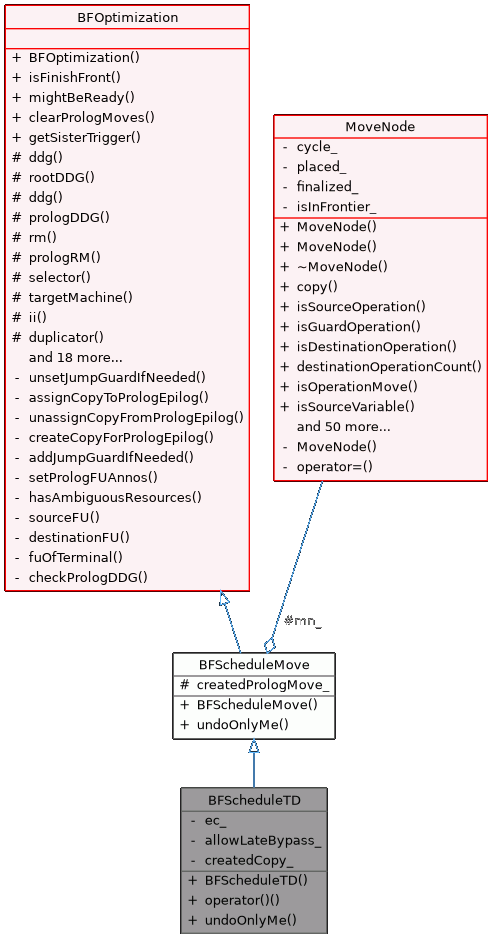 BFOptimization
+ BFOptimization()
+ isFinishFront()
+ mightBeReady()
+ clearPrologMoves()
+ getSisterTrigger()
# ddg()
# rootDDG()
# ddg()
# prologDDG()
# rm()
# prologRM()
# selector()
# targetMachine()
# ii()
# duplicator()
and 18 more...
- unsetJumpGuardIfNeeded()
- assignCopyToPrologEpilog()
- unassignCopyFromPrologEpilog()
- createCopyForPrologEpilog()
- addJumpGuardIfNeeded()
- setPrologFUAnnos()
- hasAmbiguousResources()
- sourceFU()
- destinationFU()
- fuOfTerminal()
- checkPrologDDG()
MoveNode
- cycle_
- placed_
- finalized_
- isInFrontier_
+ MoveNode()
+ MoveNode()
+ ~MoveNode()
+ copy()
+ isSourceOperation()
+ isGuardOperation()
+ isDestinationOperation()
+ destinationOperationCount()
+ isOperationMove()
+ isSourceVariable()
and 50 more...
- MoveNode()
- operator=()
#mn_
BFScheduleMove
# createdPrologMove_
+ BFScheduleMove()
+ undoOnlyMe()
BFScheduleTD
- ec_
- allowLateBypass_
- createdCopy_
+ BFScheduleTD()
+ operator()()
+ undoOnlyMe()